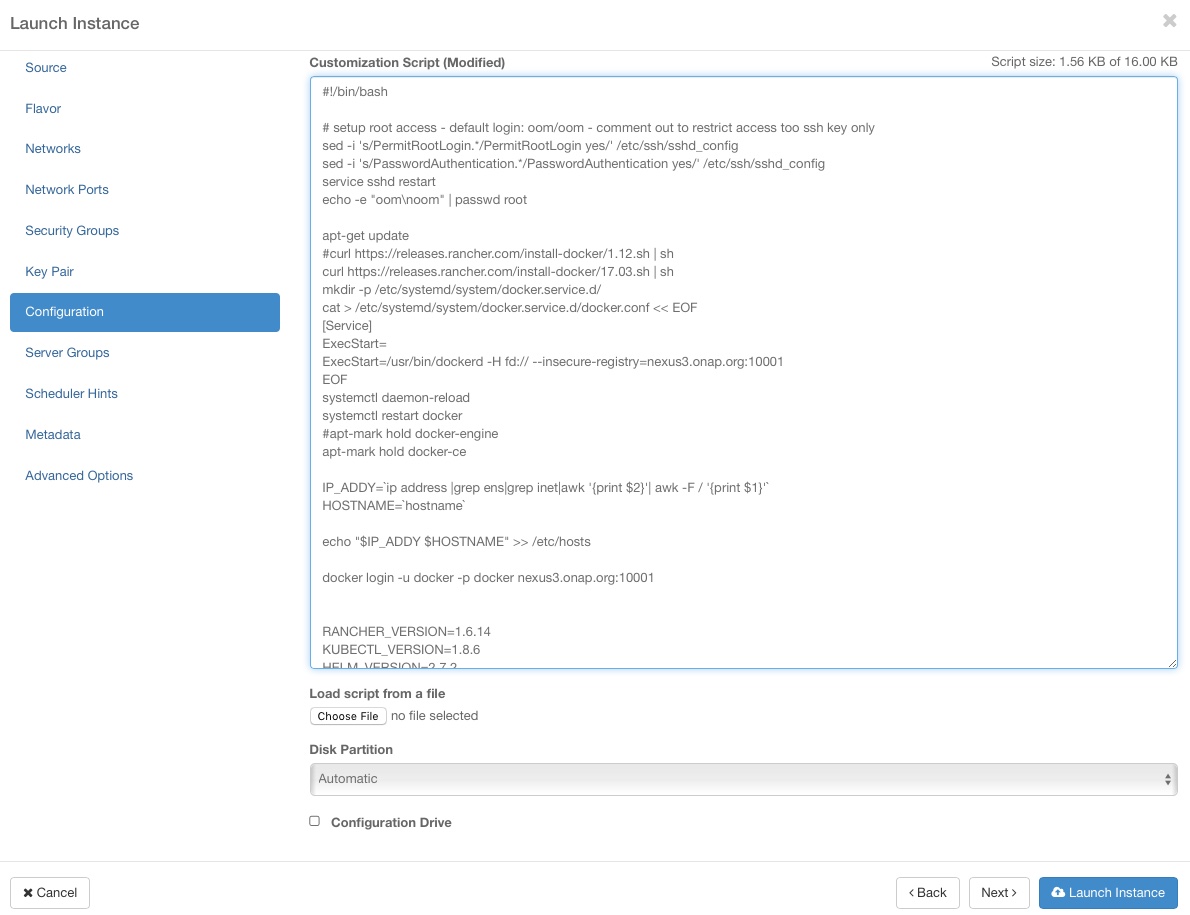 Launch Instance
Source
Flavor
Networks
Network Ports
Security Groups
Key Pair
Configuration
Server Groups
Scheduler Hints
Metadata
Advanced Options
Customization Script (Modified)
Script size: 1.56 KB of 16.00 KB
#!/bin/bash
# setup root access - default login: oom/oom - comment out to restrict access too ssh key only
sed -i 's/PermitRootLogin.*/PermitRootLogin yes/' /etc/ssh/sshd_config
sed -i 's/PasswordAuthentication.*/PasswordAuthentication yes/' /etc/ssh/sshd_config
service sshd restart
echo -e "oom\noom" | passwd root
apt-get update
#curl https://releases.rancher.com/install-docker/1.12.sh | sh
curl https://releases.rancher.com/install-docker/17.03.sh | sh
mkdir -p /etc/systemd/system/docker.service.d/
cat > /etc/systemd/system/docker.service.d/docker.conf << EOF
[Service]
ExecStart=
ExecStart=/usr/bin/dockerd -H fd:// --insecure-registry=nexus3.onap.org:10001
EOF
systemctl daemon-reload
systemctl restart docker
#apt-mark hold docker-engine
apt-mark hold docker-ce
IP_ADDY=`ip address |grep ens|grep inet|awk '{print $2}'| awk -F / '{print $1}'`
HOSTNAME=`hostname`
echo "$IP_ADDY $HOSTNAME" >> /etc/hosts
docker login -u docker -p docker nexus3.onap.org:10001
RANCHER_VERSION=1.6.14
KUBECTL_VERSION=1.8.6
HELM_VERSION=2.7.2
Load script from a file
Choose File no file selected
Disk Partition
Automatic
Configuration Drive
Cancel
Back
Next
Launch Instance